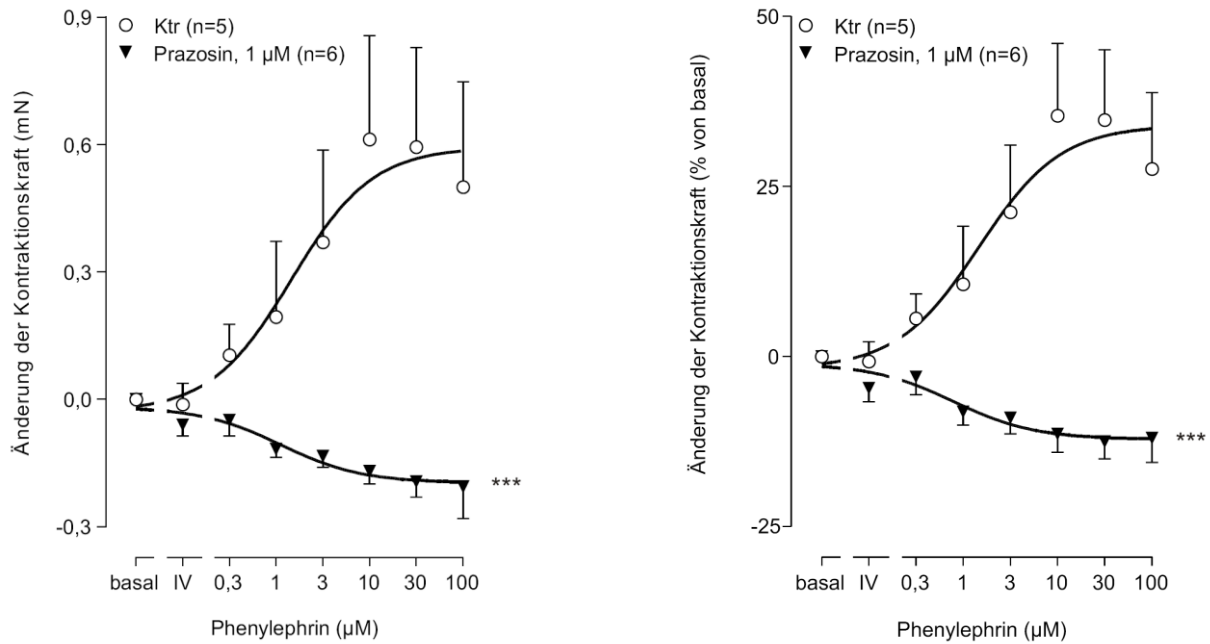 Änderung der Kontraktionskraft (mN)
0,9
0,6
0,3
0,0
-0,3
Ktr (n=5)
Prazosin, 1 µM (n=6)
***
basal IV 0,3 1 3 10 30 100
Phenylephrin (µM)
Änderung der Kontraktionskraft (% von basal)
50
25
0
-25
Ktr (n=5)
Prazosin, 1 µM (n=6)
***
basal IV 0,3 1 3 10 30 100
Phenylephrin (µM)